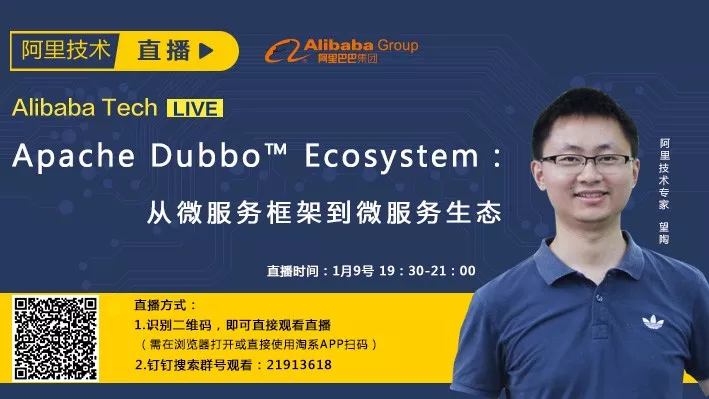 阿里技术 直播
Alibaba Group
阿里巴巴集团
Alibaba Tech LIVE
Apache Dubbo™ Ecosystem：
从微服务框架到微服务生态
阿里技术专家 望陶
直播时间：1月9号 19：30-21：00
直播方式：
1.识别二维码，即可直接观看直播
（需在浏览器打开或直接使用淘系APP扫码）
2.钉钉搜索群号观看：21913618